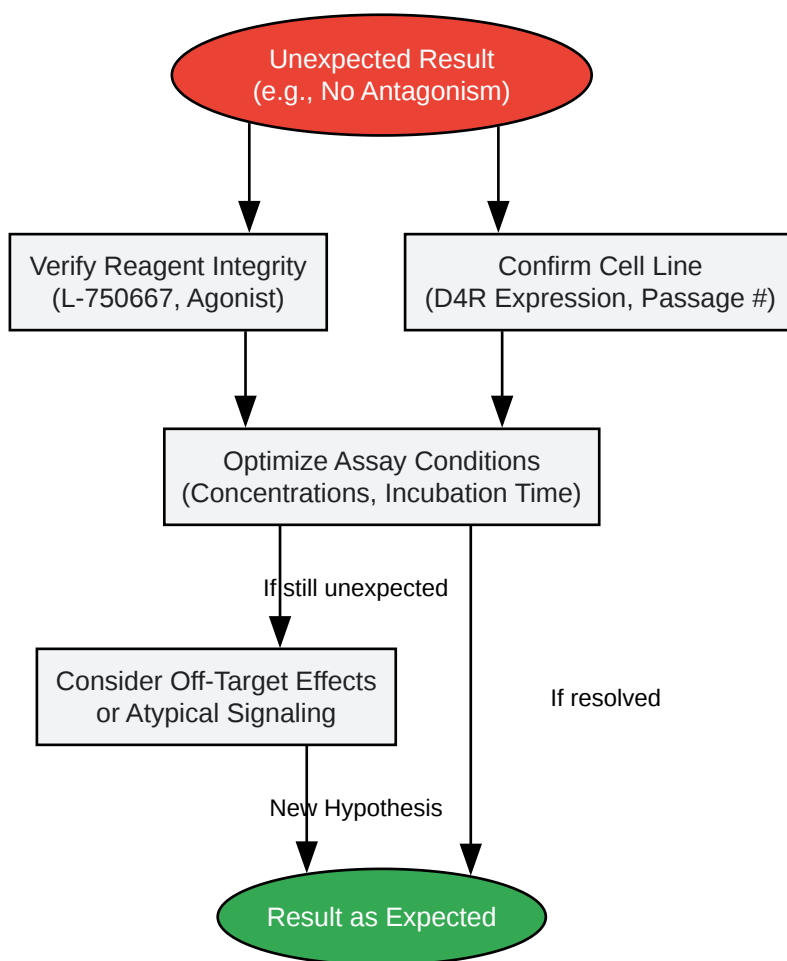 Unexpected Result
(e.g., No Antagonism)
Verify Reagent Integrity
(L-750667, Agonist)
Confirm Cell Line
(D4R Expression, Passage #)
Optimize Assay Conditions
(Concentrations, Incubation Time)
If still unexpected
Consider Off-Target Effects
or Atypical Signaling
If resolved
New Hypothesis
Result as Expected